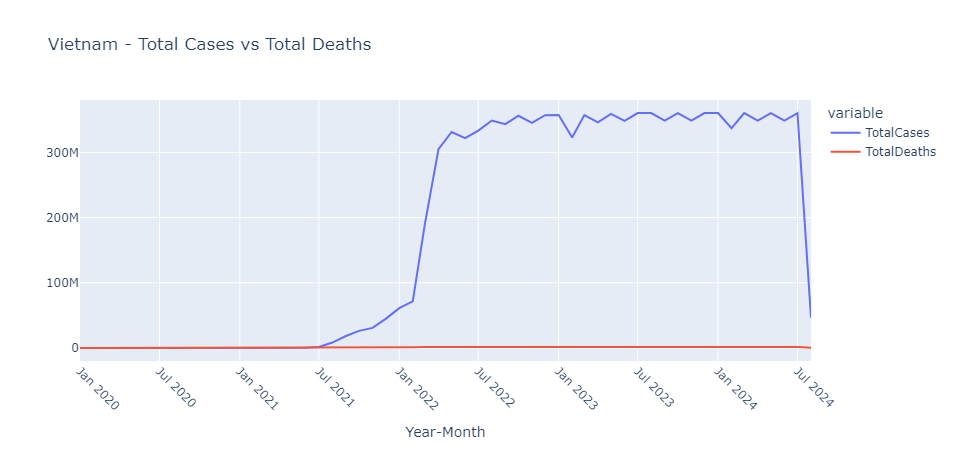 Vietnam - Total Cases vs Total Deaths
variable
TotalCases
TotalDeaths
300M
200M
100M
0
Jan 2020
Jul 2020
Jan 2021
Jul 2021
Jan 2022
Jul 2022
Jan 2023
Jul 2023
Jan 2024
Jul 2024
Year-Month